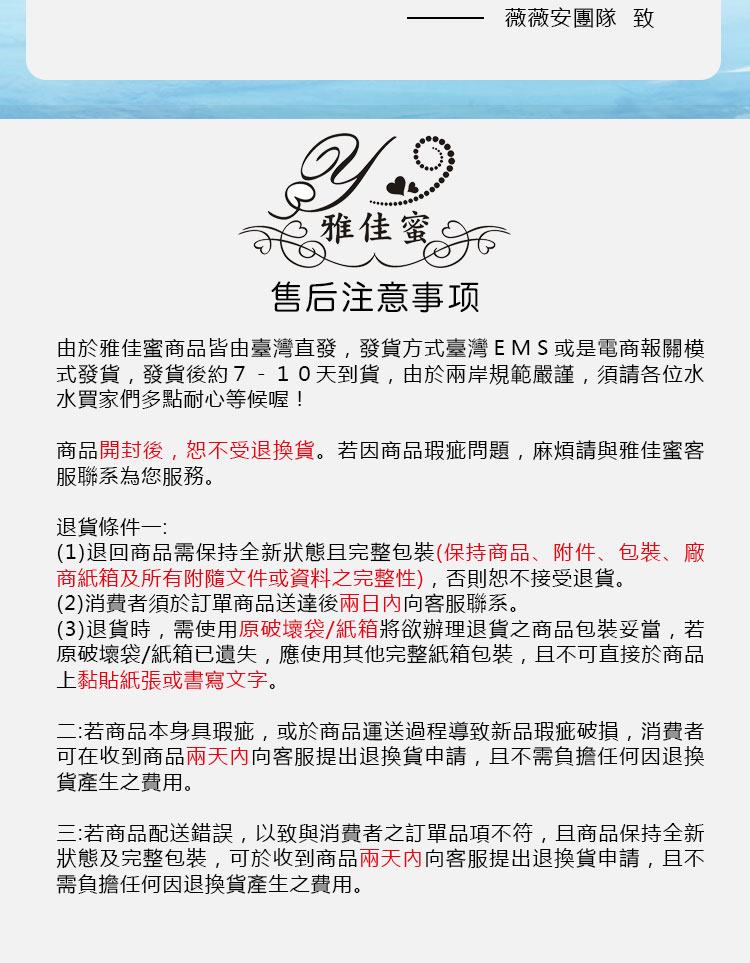 ——— 薇薇安團隊 致
雅佳蜜
售后注意事项
由於雅佳蜜商品皆由臺灣直發，發貨方式臺灣ＥＭＳ或是電商報關模
式發貨，發貨後約７－１０天到貨，由於兩岸規範嚴謹，須請各位水
水買家們多點耐心等候喔！
商品開封後，恕不受退換貨。若因商品瑕疵問題，麻煩請與雅佳蜜客
服聯系為您服務。
退貨條件一:
(1)退回商品需保持全新狀態且完整包裝(保持商品、附件、包裝、廠
商紙箱及所有附隨文件或資料之完整性)，否則恕不接受退貨。
(2)消費者須於訂單商品送達後兩日內向客服聯系。
(3)退貨時，需使用原破壞袋/紙箱將欲辦理退貨之商品包裝妥當，若
原破壞袋/紙箱已遺失，應使用其他完整紙箱包裝，且不可直接於商品
上黏貼紙張或書寫文字。
二:若商品本身具瑕疵，或於商品運送過程導致新品瑕疵破損，消費者
可在收到商品兩天內向客服提出退換貨申請，且不需負擔任何因退換
貨產生之費用。
三:若商品配送錯誤，以致與消費者之訂單品項不符，且商品保持全新
狀態及完整包裝，可於收到商品兩天內向客服提出退換貨申請，且不
需負擔任何因退換貨產生之費用。